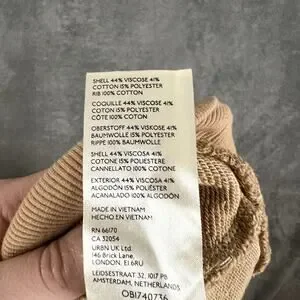 SHELL 44% VISCOSE 41%
COTTON 15% POLYESTER
RIB 100% COTTON
COQUILLE 44% VISCOSE 41%
COTON 15% POLYESTER
CÔTE 100% COTON
OBERSTOFF 44% VISKOSE 41%
BAUMWOLLE 15% POLYESTER
RIPPE 100% BAUMWOLLE
SHELL 44% VISCOSA 41%
COTONE 15% POLIESTERE
CANNELLATO 100% COTONE
EXTERIOR 44% VISCOSA 41%
ALGODÓN 15% POLIÉSTER
ACANALADO 100% ALGODÓN
MADE IN VIETNAM
HECHO EN VIETNAM
RN 66170
CA 32054
URBN UK Ltd
146 Brick Lane,
LONDON, E1 6RU
LEIDSESTRAAT 32, 1017 PB
AMSTERDAM, NETHERLANDS
OB1740736